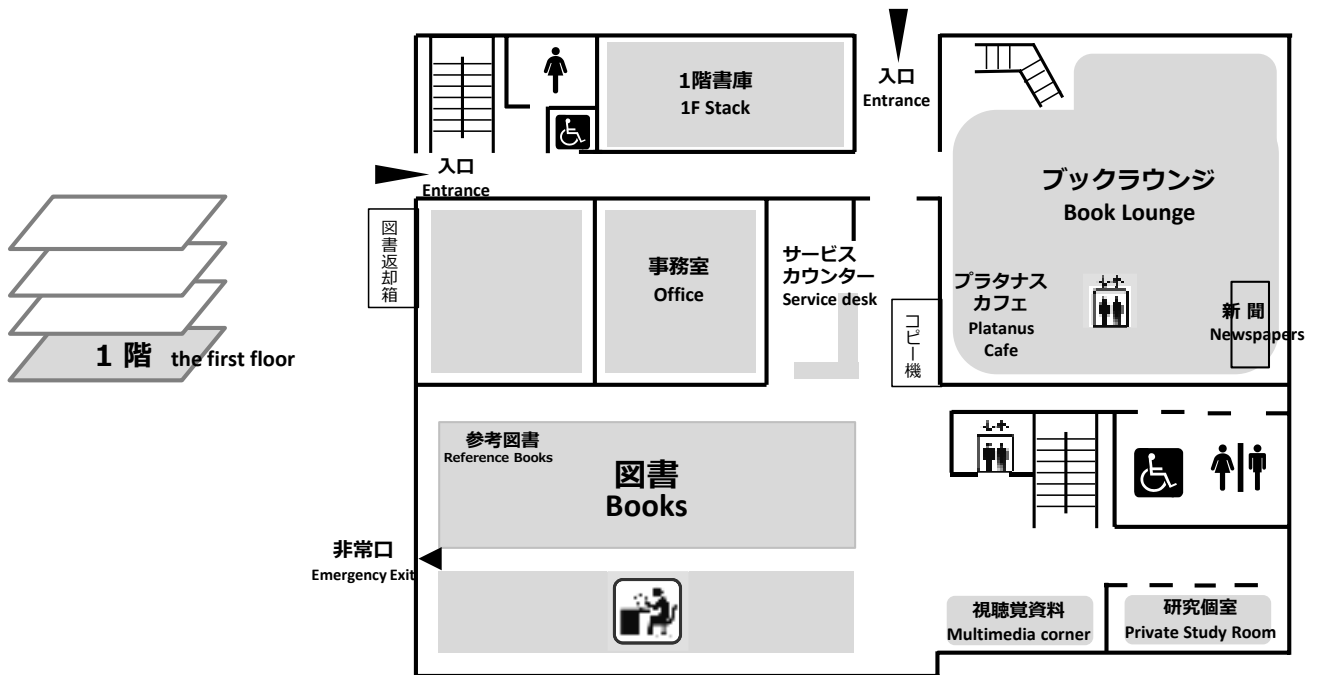 入口
Entrance
1階書庫
1F Stack
入口
Entrance
ブックラウンジ
Book Lounge
図書返却箱
事務室
Office
サービス
カウンター
Service desk
コピー機
プラタナス
カフェ
Platanus
Cafe
新 聞
Newspapers
1 階 the first floor
参考図書
Reference Books
図書
Books
非常口
Emergency Exit
視聴覚資料
Multimedia corner
研究個室
Private Study Room